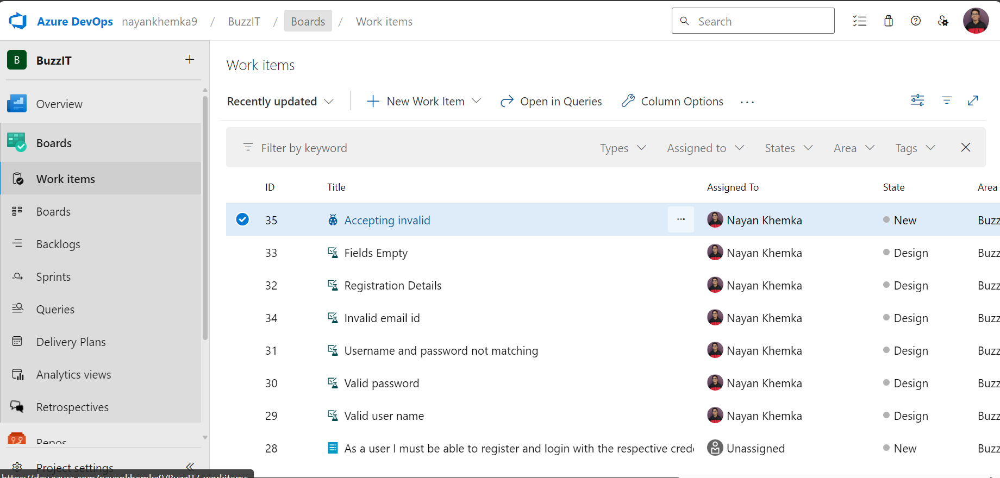 Azure DevOps nayankhemka9 / BuzzIT / Boards / Work items
Search
B BuzzIT +
Overview
Boards
Work items
Boards
Backlogs
Sprints
Queries
Delivery Plans
Analytics views
Retrospectives
Repos
Project settings
https://dev.azure.com/nayankhemka9/BuzzIT/_workitems
Work items
Recently updated New Work Item Open in Queries Column Options ...
Filter by keyword Types Assigned to States Area Tags
ID Title Assigned To State Area
35 Accepting invalid ... Nayan Khemka New Buzz
33 Fields Empty Nayan Khemka Design Buzz
32 Registration Details Nayan Khemka Design Buzz
34 Invalid email id Nayan Khemka Design Buzz
31 Username and password not matching Nayan Khemka Design Buzz
30 Valid password Nayan Khemka Design Buzz
29 Valid user name Nayan Khemka Design Buzz
28 As a user I must be able to register and login with the respective crede Unassigned New Buzz